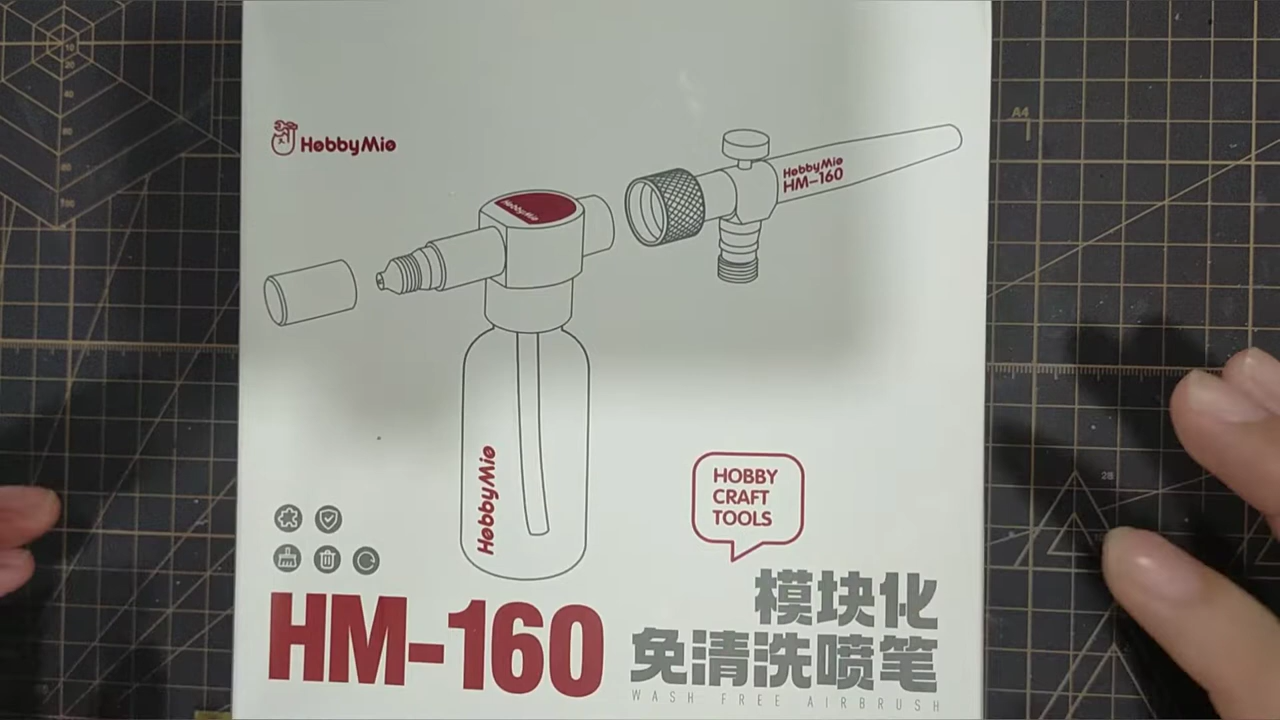 HobbyMio
HobbyMio
HM-160
HobbyMio
HobbyMio
HOBBY
CRAFT
TOOLS
模块化
HM-160
免清洗喷笔
WASH FREE AIRBRUSH
A4